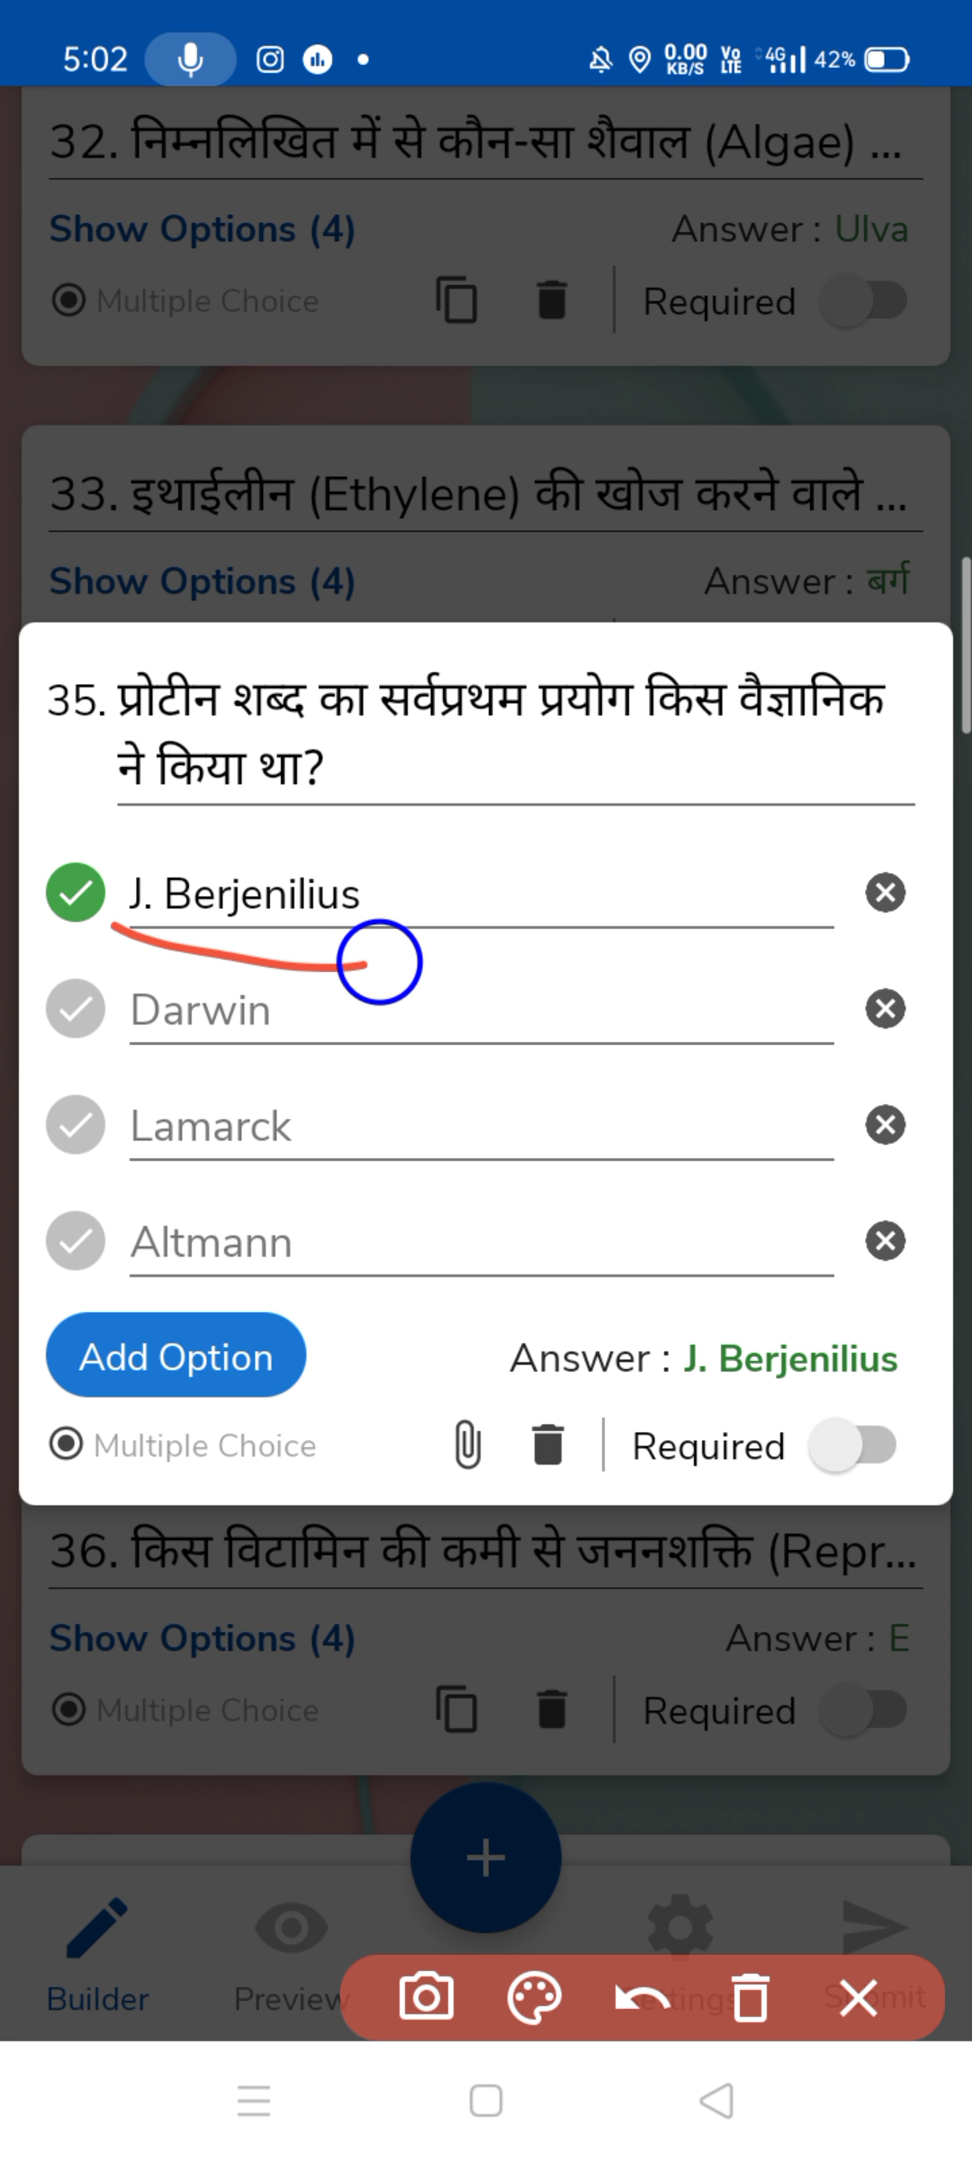 5:02
0.00 KB/S
Vo LTE
4G
42%
32. निम्नलिखित में से कौन-सा शैवाल (Algae) ...
Show Options (4)
Answer : Ulva
Multiple Choice
Required
33. इथाईलीन (Ethylene) की खोज करने वाले ...
Show Options (4)
Answer : बर्ग
35. प्रोटीन शब्द का सर्वप्रथम प्रयोग किस वैज्ञानिक
ने किया था?
J. Berjenilius
Darwin
Lamarck
Altmann
Add Option
Answer : J. Berjenilius
Multiple Choice
Required
36. किस विटामिन की कमी से जननशक्ति (Repr...
Show Options (4)
Answer : E
Multiple Choice
Required
Builder
Preview